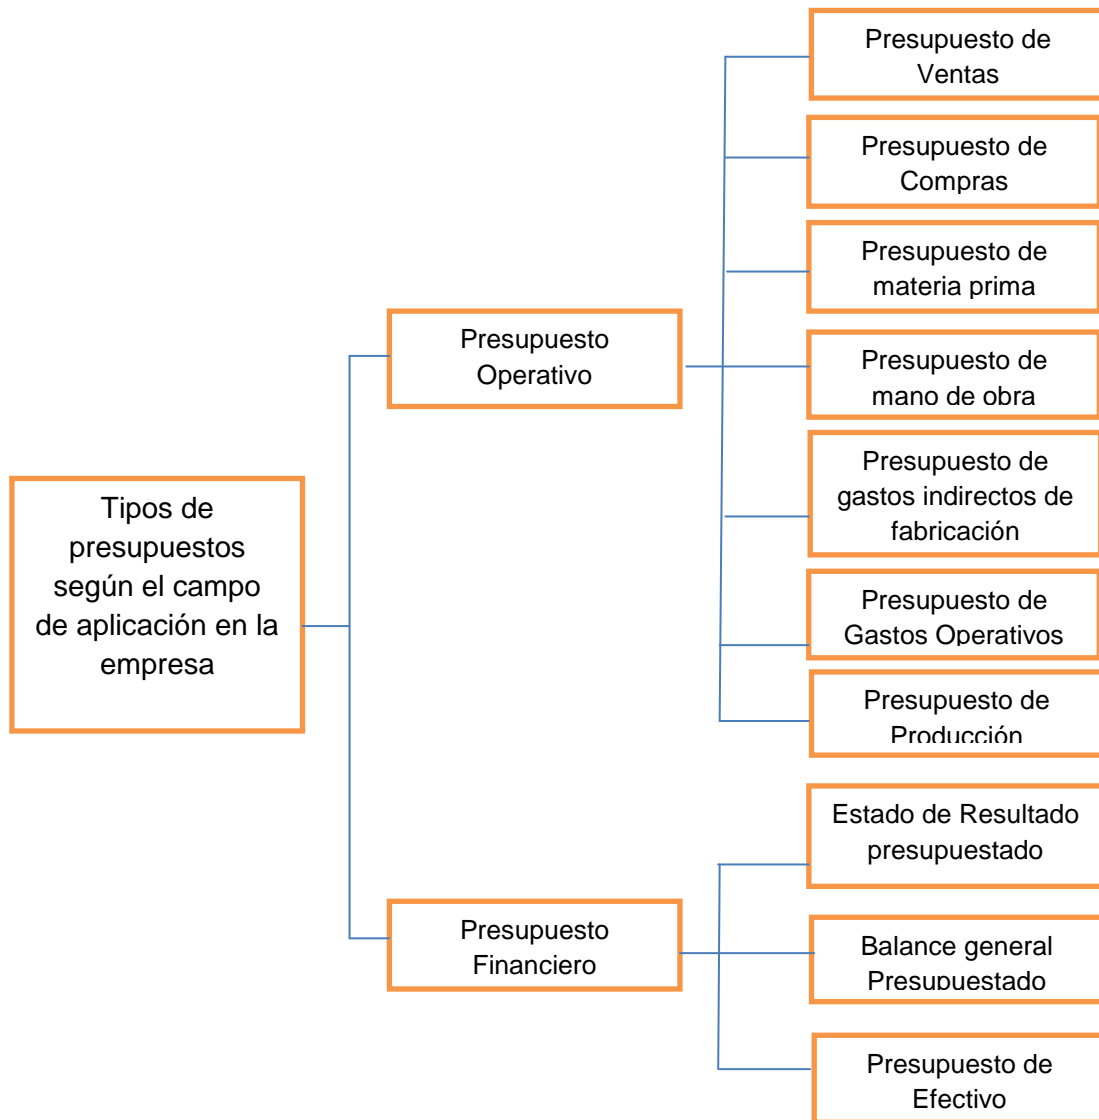 Tipos de
presupuestos
según el campo
de aplicación en la
empresa
Presupuesto
Operativo
Presupuesto de
Ventas
Presupuesto de
Compras
Presupuesto de
materia prima
Presupuesto de
mano de obra
Presupuesto de
gastos indirectos de
fabricación
Presupuesto de
Gastos Operativos
Presupuesto de
Producción
Presupuesto
Financiero
Estado de Resultado
presupuestado
Balance general
Presupuestado
Presupuesto de
Efectivo